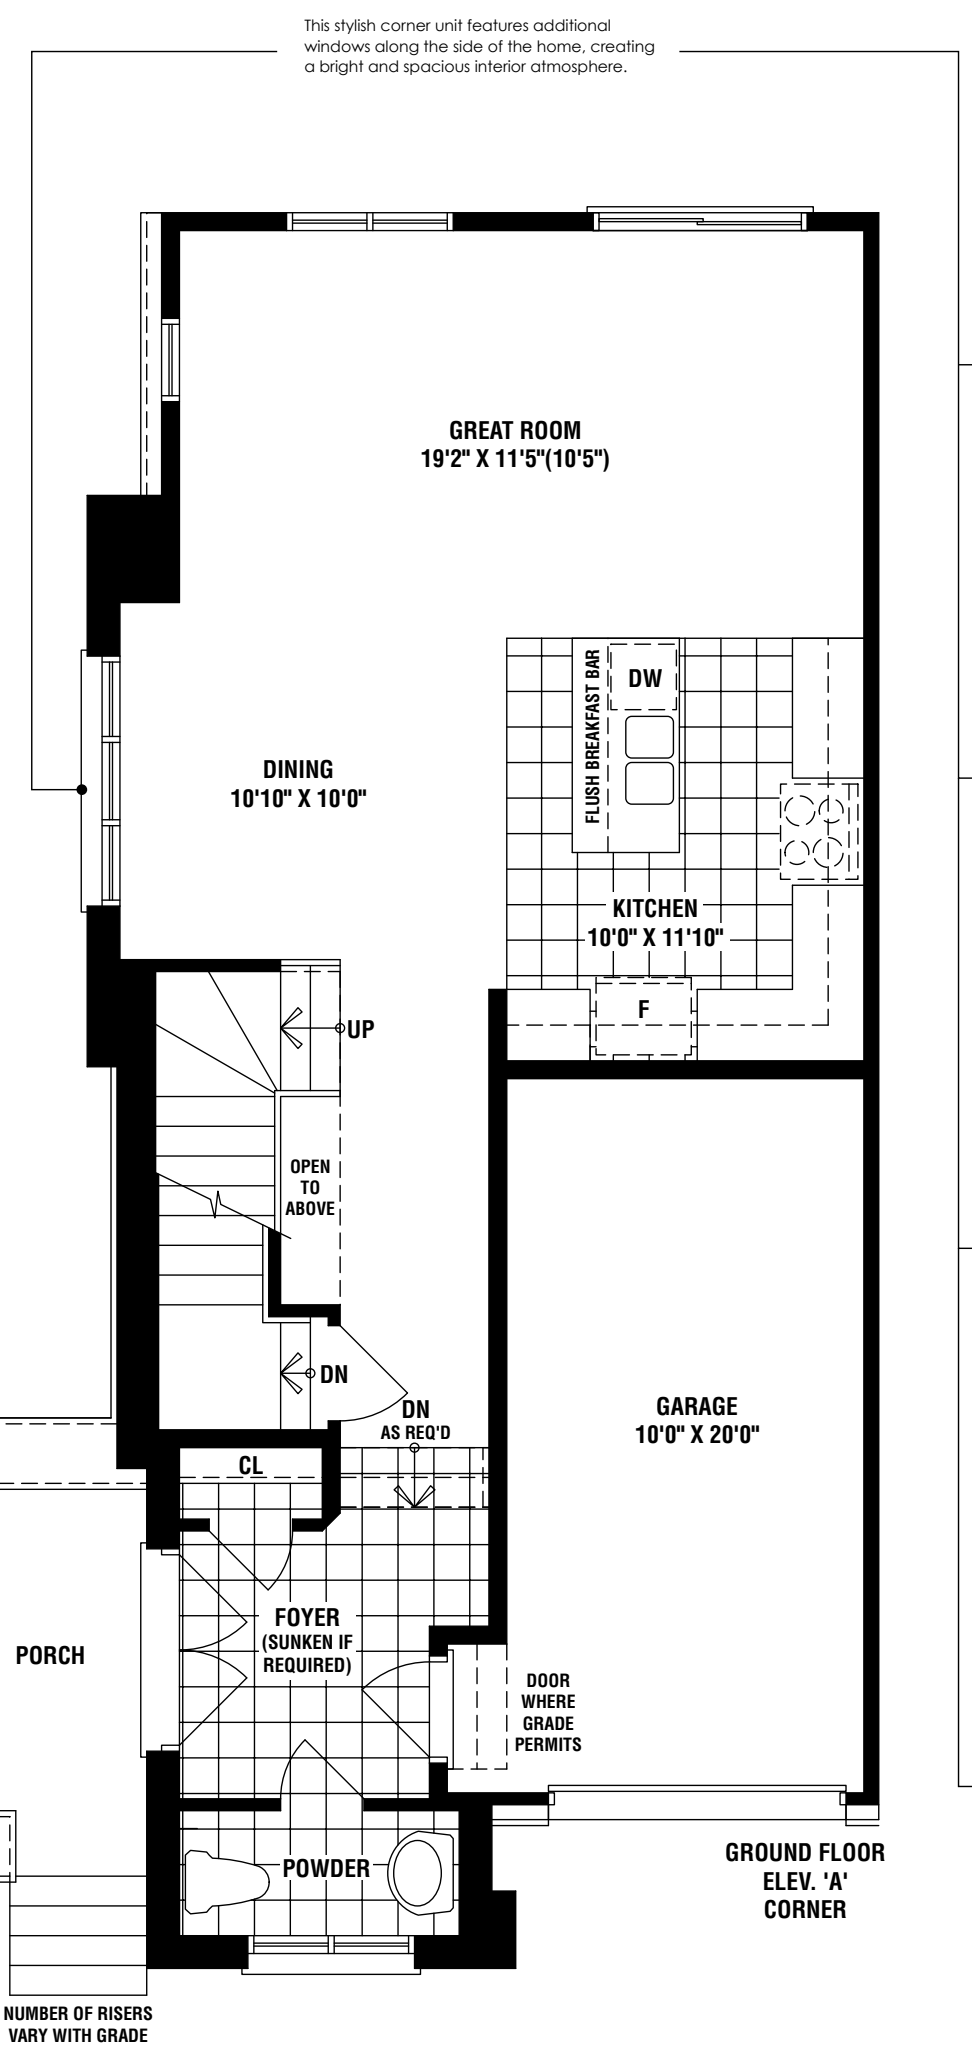 This stylish corner unit features additional
windows along the side of the home, creating
a bright and spacious interior atmosphere.
GREAT ROOM
19'2" X 11'5"(10'5")
FLUSH BREAKFAST BAR
DW
DINING
10'10" X 10'0"
KITCHEN
10'0" X 11'10"
F
UP
OPEN
TO
ABOVE
DN
DN
AS REQ'D
GARAGE
10'0" X 20'0"
CL
FOYER
(SUNKEN IF
REQUIRED)
PORCH
DOOR
WHERE
GRADE
PERMITS
POWDER
GROUND FLOOR
ELEV. 'A'
CORNER
NUMBER OF RISERS
VARY WITH GRADE